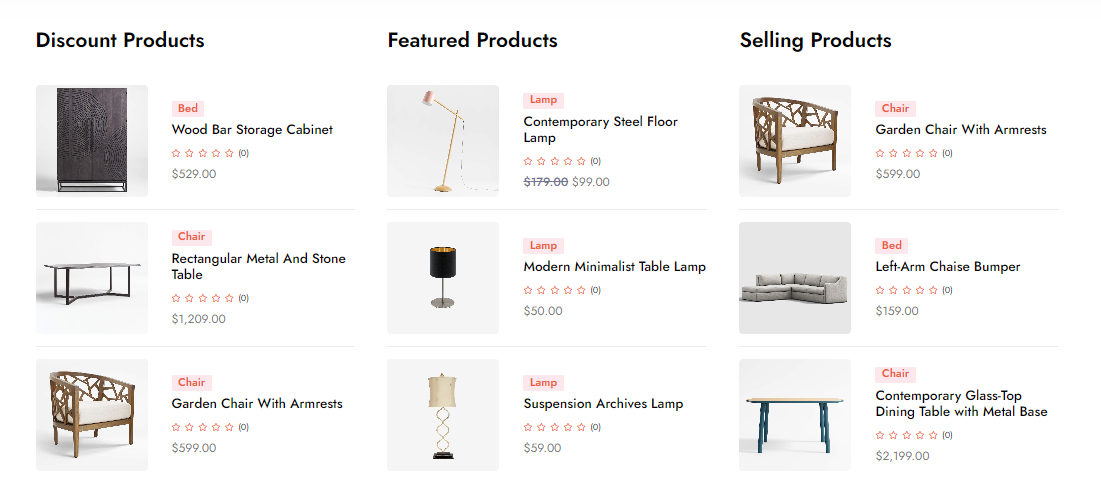 Discount Products
Bed
Wood Bar Storage Cabinet
(0)
$529.00
Chair
Rectangular Metal And Stone
Table
(0)
$1,209.00
Chair
Garden Chair With Armrests
(0)
$599.00
Featured Products
Lamp
Contemporary Steel Floor
Lamp
(0)
$179.00 $99.00
Lamp
Modern Minimalist Table Lamp
(0)
$50.00
Lamp
Suspension Archives Lamp
(0)
$59.00
Selling Products
Chair
Garden Chair With Armrests
(0)
$599.00
Bed
Left-Arm Chaise Bumper
(0)
$159.00
Chair
Contemporary Glass-Top
Dining Table with Metal Base
(0)
$2,199.00